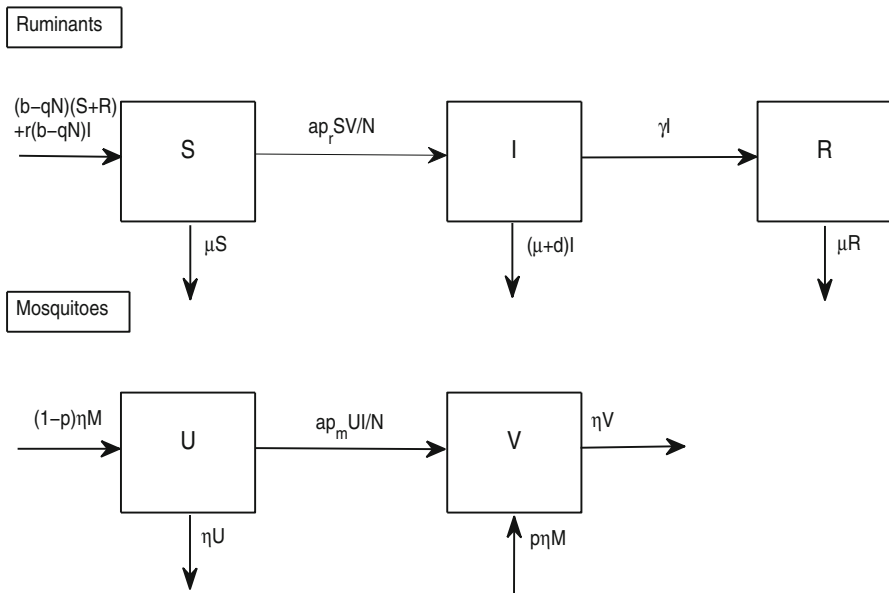 Ruminants
(b−qN)(S+R)
+r(b−qN)I
S
ap_rSV/N
I
γI
R
μS
(μ+d)I
μR
Mosquitoes
(1−p)ηM
U
ap_mUI/N
V
ηV
ηU
pηM